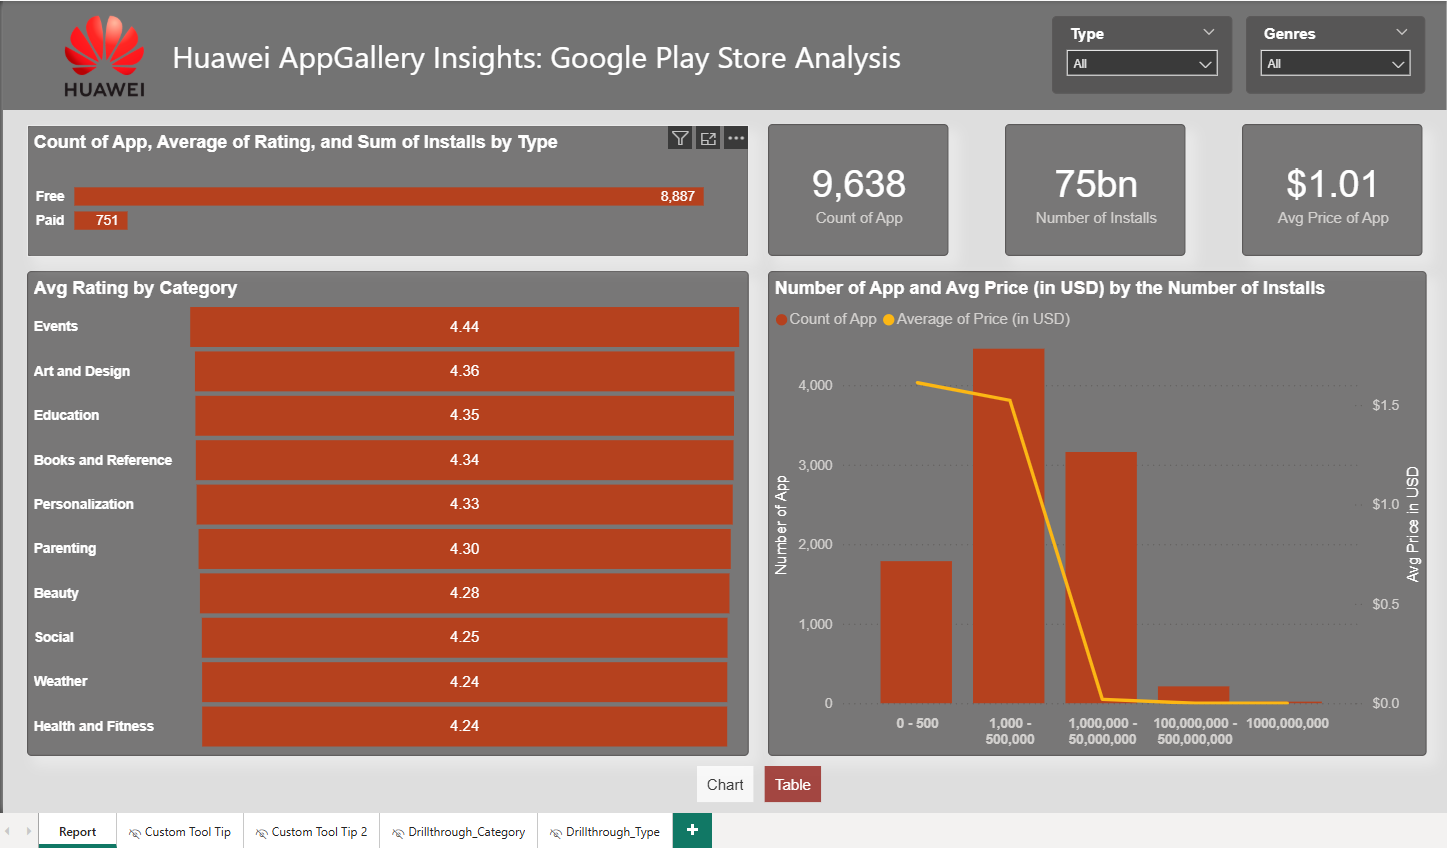 HUAWEI
Huawei AppGallery Insights: Google Play Store Analysis
Type
All
Genres
All
Count of App, Average of Rating, and Sum of Installs by Type
Free
8,887
Paid
751
9,638
Count of App
75bn
Number of Installs
$1.01
Avg Price of App
Avg Rating by Category
Events
4.44
Art and Design
4.36
Education
4.35
Books and Reference
4.34
Personalization
4.33
Parenting
4.30
Beauty
4.28
Social
4.25
Weather
4.24
Health and Fitness
4.24
Number of App and Avg Price (in USD) by the Number of Installs
Count of App
Average of Price (in USD)
Number of App
4,000
3,000
2,000
1,000
0
$1.5
$1.0
$0.5
$0.0
Avg Price in USD
0 - 500
1,000 -
500,000
1,000,000 -
50,000,000
100,000,000 -
500,000,000
1000,000,000
Chart
Table
Report
Custom Tool Tip
Custom Tool Tip 2
Drillthrough_Category
Drillthrough_Type
+